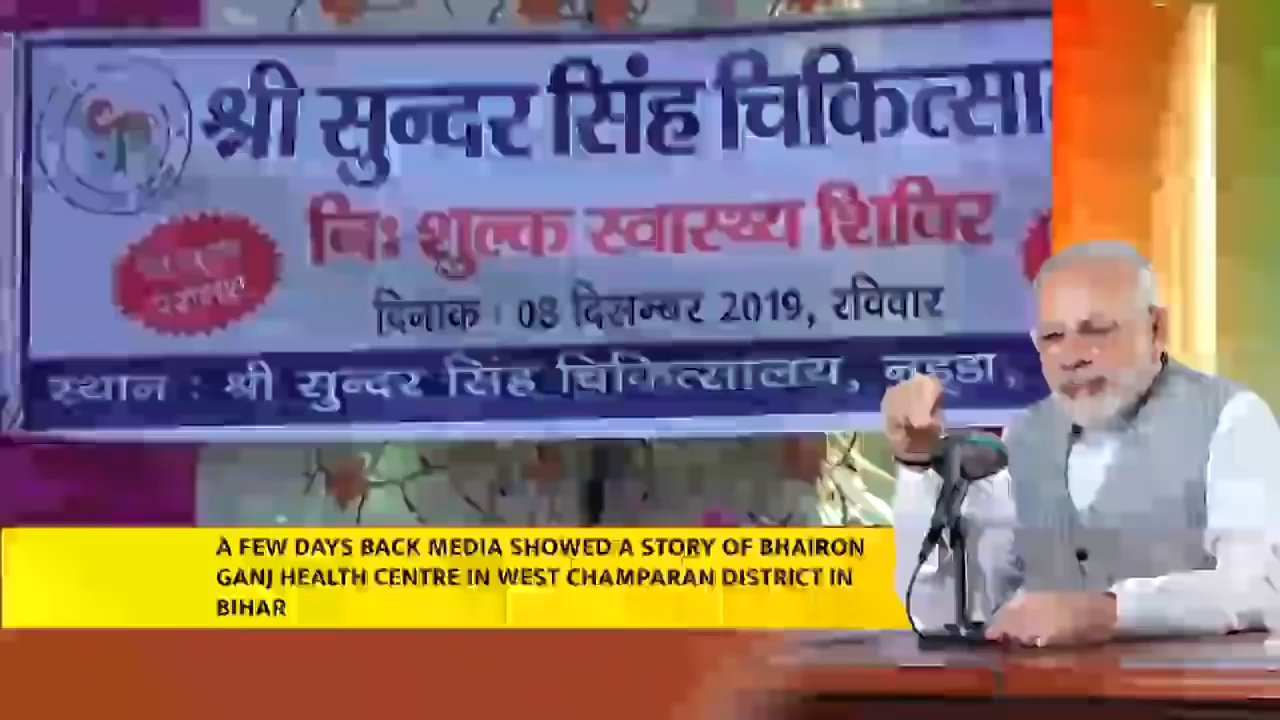 श्री सुन्दर सिंह
निः शुल्क स्वास्थ्य शिविर
दिनाक : 08 दिसम्बर 2019, रविवार
स्थान : श्री सुन्दर सिंह चिकित्सालय,
A FEW DAYS BACK MEDIA SHOWED A STORY OF BHAIRON
GANJ HEALTH CENTRE IN WEST CHAMPARAN DISTRICT IN
BIHAR